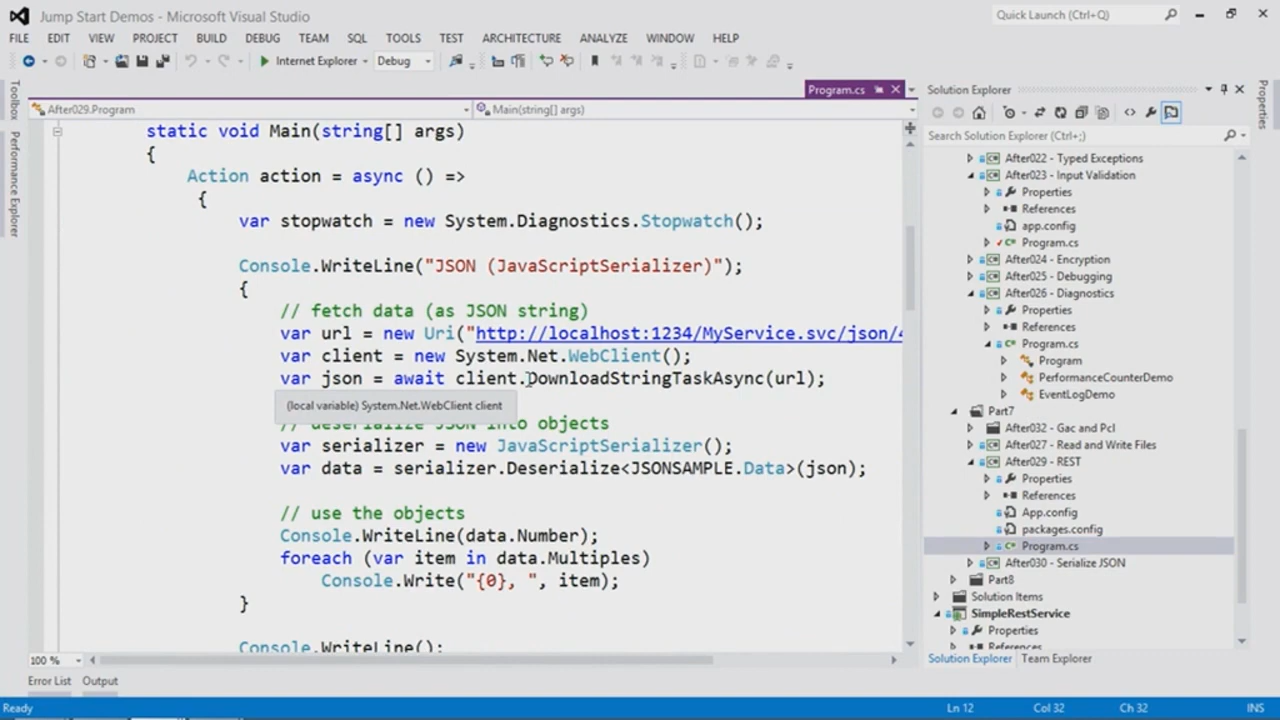 Jump Start Demos - Microsoft Visual Studio
Quick Launch (Ctrl+Q)
FILE EDIT VIEW PROJECT BUILD DEBUG TEAM SQL TOOLS TEST ARCHITECTURE ANALYZE WINDOW HELP
Internet Explorer Debug
Toolbox
Performance Explorer
Program.cs
After029.Program
Main(string[] args)
static void Main(string[] args)
{
Action action = async () =>
{
var stopwatch = new System.Diagnostics.Stopwatch();
Console.WriteLine("JSON (JavaScriptSerializer)");
{
// fetch data (as JSON string)
var url = new Uri("http://localhost:1234/MyService.svc/json/4
var client = new System.Net.WebClient();
var json = await client.DownloadStringTaskAsync(url);
(local variable) System.Net.WebClient client
// deserialize JSON into objects
var serializer = new JavaScriptSerializer();
var data = serializer.Deserialize<JSONSAMPLE.Data>(json);
// use the objects
Console.WriteLine(data.Number);
foreach (var item in data.Multiples)
Console.Write("{0}, ", item);
}
Console.WriteLine();
100 %
Error List Output
Solution Explorer
Search Solution Explorer (Ctrl+;)
After022 - Typed Exceptions
After023 - Input Validation
Properties
References
app.config
Program.cs
After024 - Encryption
After025 - Debugging
After026 - Diagnostics
Properties
References
Program.cs
Program
PerformanceCounterDemo
EventLogDemo
Part7
After032 - Gac and Pcl
After027 - Read and Write Files
After029 - REST
Properties
References
App.config
packages.config
Program.cs
After030 - Serialize JSON
Part8
Solution Items
SimpleRestService
Properties
References
Solution Explorer Team Explorer
Properties
Ready
Ln 12 Col 32 Ch 32 INS